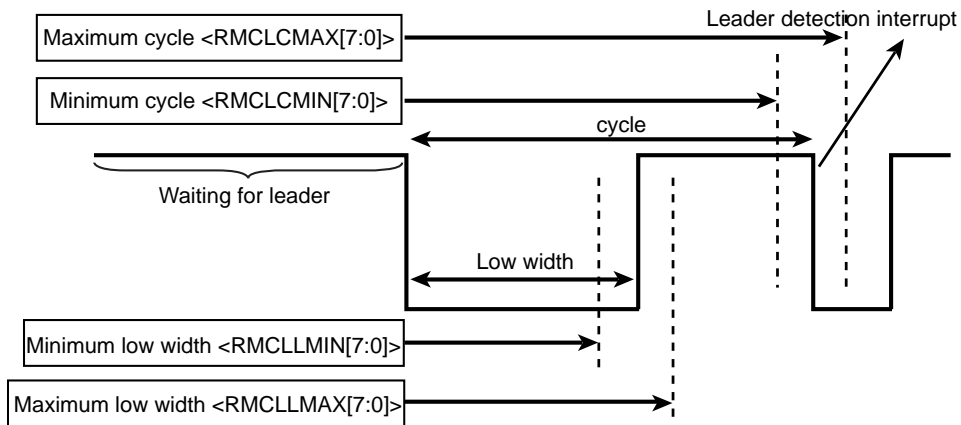 Leader detection interrupt
Maximum cycle <RMCLCMAX[7:0]>
Minimum cycle <RMCLCMIN[7:0]>
cycle
Waiting for leader
Low width
Minimum low width <RMCLLMIN[7:0]>
Maximum low width <RMCLLMAX[7:0]>